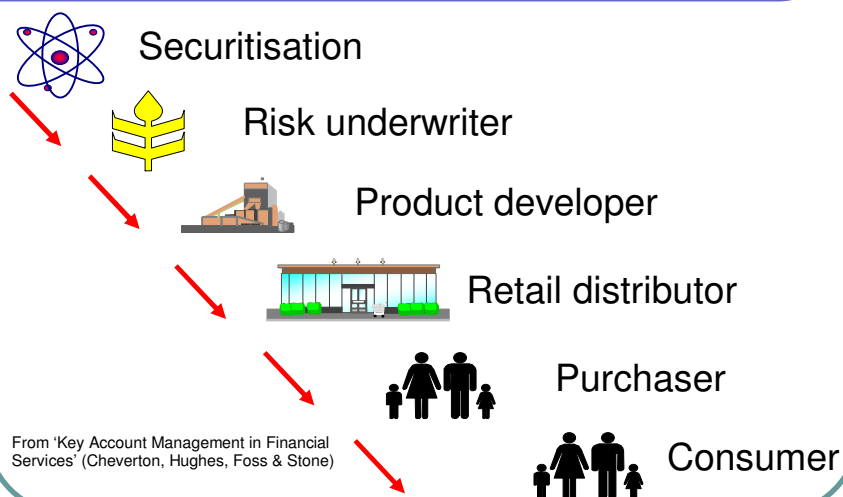 Securitisation
Risk underwriter
Product developer
Retail distributor
Purchaser
From ‘Key Account Management in Financial
Services’ (Cheverton, Hughes, Foss & Stone)
Consumer